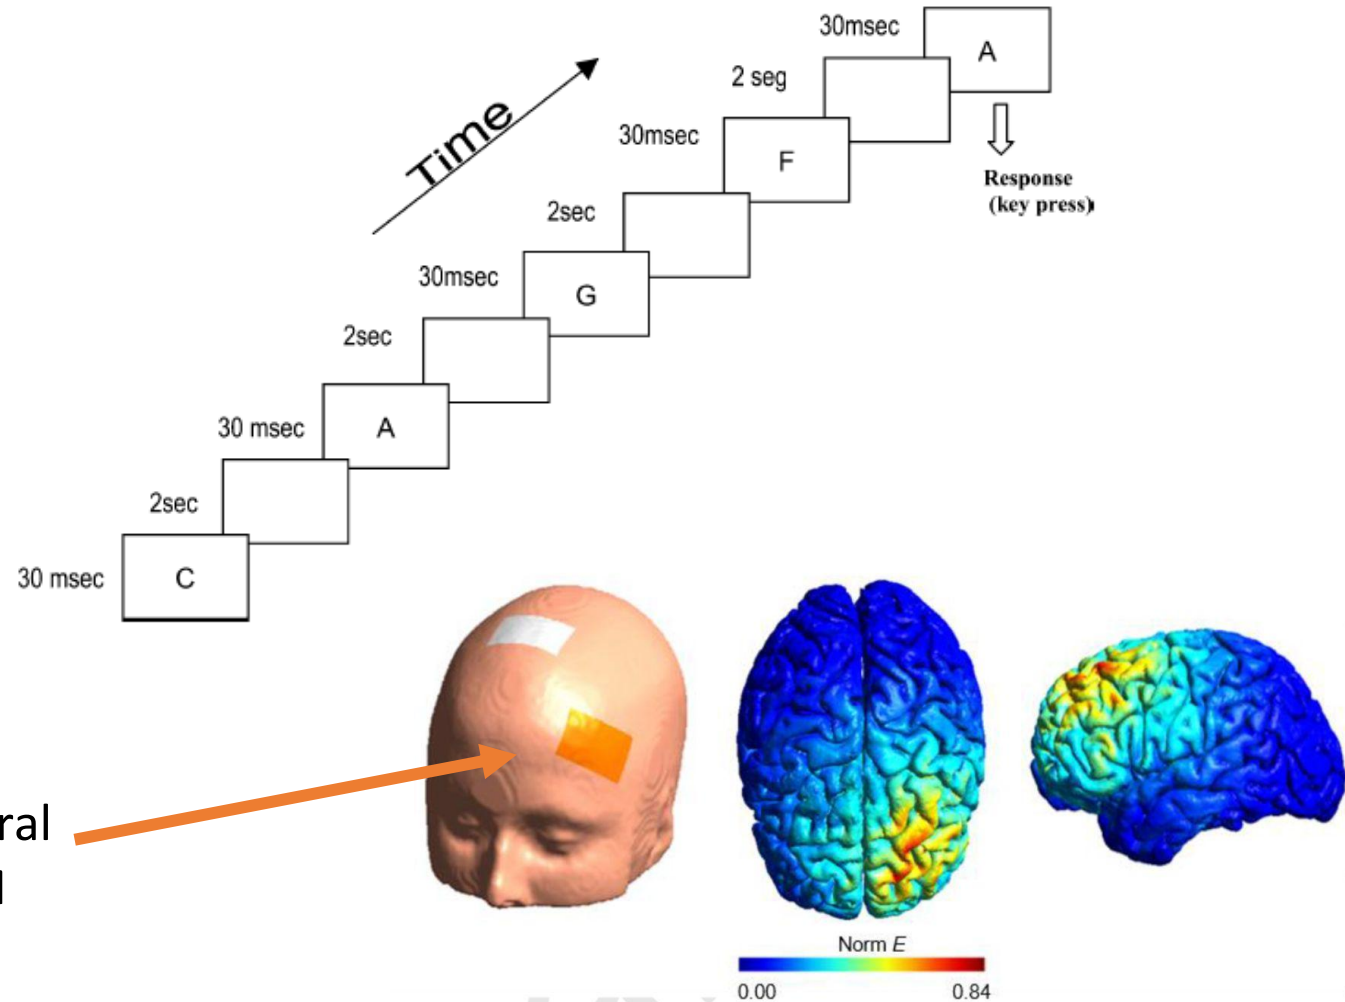 30msec
A
2 seg
Time
30msec
F
Response
(key press)
2sec
30msec
G
2sec
30 msec
A
2sec
30 msec
C
ral
Norm E
0.00
0.84